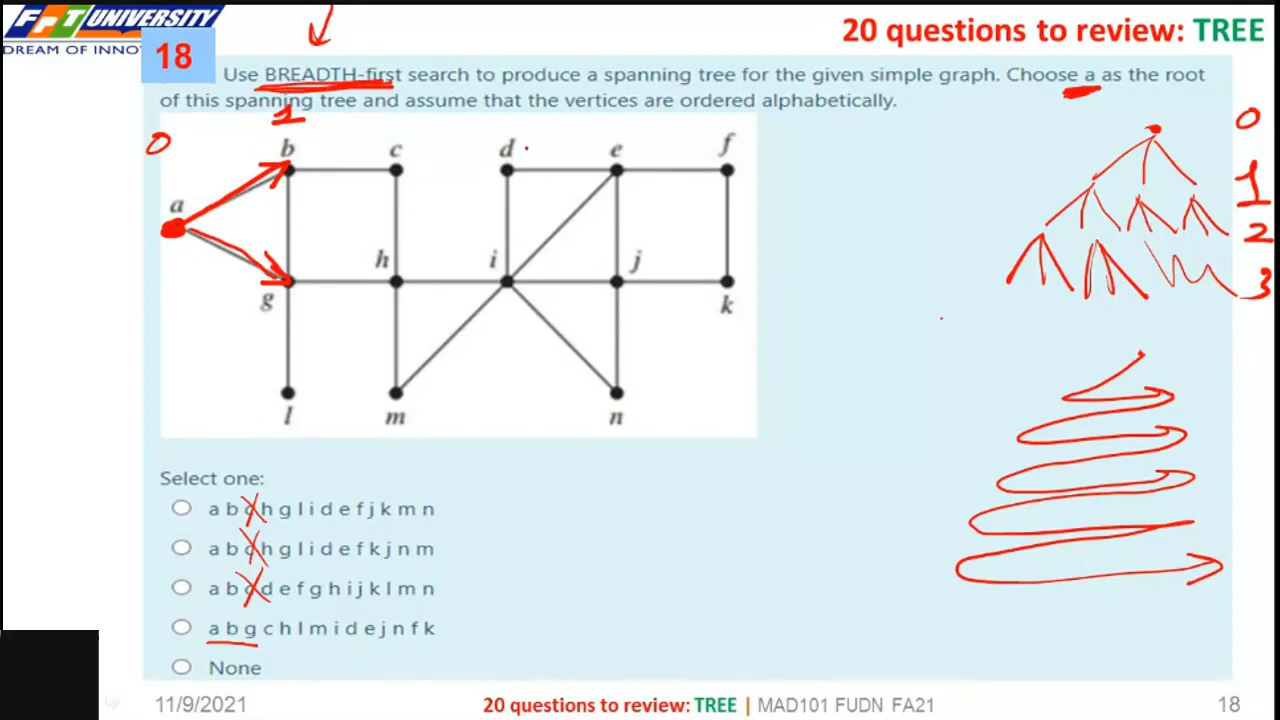 FPT UNIVERSITY
DREAM OF INNO
20 questions to review: TREE
18
Use BREADTH-first search to produce a spanning tree for the given simple graph. Choose a as the root
of this spanning tree and assume that the vertices are ordered alphabetically.
0
1
b c d e f
a
h i j
g k
l m n
0
1
2
3
Select one:
a b c h g l i d e f j k m n
a b c h g l i d e f k j n m
a b c d e f g h i j k l m n
a b g c h l m i d e j n f k
None
11/9/2021
20 questions to review: TREE | MAD101 FUDN FA21
18